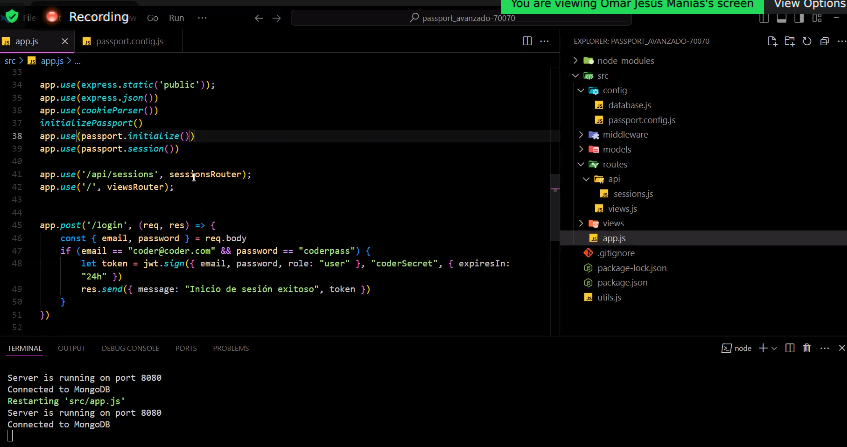 You are viewing Omar Jesus Manias's screen
View Options
Recording
File
Go Run ···
passport_avanzado-70070
app.js
passport.config.js
src > app.js > ...
33
34 app.use(express.static('public'));
35 app.use(express.json())
36 app.use(cookieParser())
37 initializePassport()
38 app.use(passport.initialize())
39 app.use(passport.session())
40
41 app.use('/api/sessions', sessionsRouter);
42 app.use('/', viewsRouter);
43
44
45 app.post('/login', (req, res) => {
46 const { email, password } = req.body
47 if (email == "coder@coder.com" && password == "coderpass") {
48 let token = jwt.sign({ email, password, role: "user" }, "coderSecret", { expiresIn:
"24h" })
49 res.send({ message: "Inicio de sesión exitoso", token })
50 }
51 })
52
EXPLORER: PASSPORT_AVANZADO-70070
node_modules
src
config
database.js
passport.config.js
middleware
models
routes
api
sessions.js
views.js
views
app.js
.gitignore
package-lock.json
package.json
utils.js
TERMINAL OUTPUT DEBUG CONSOLE PORTS PROBLEMS
node
Server is running on port 8080
Connected to MongoDB
Restarting 'src/app.js'
Server is running on port 8080
Connected to MongoDB